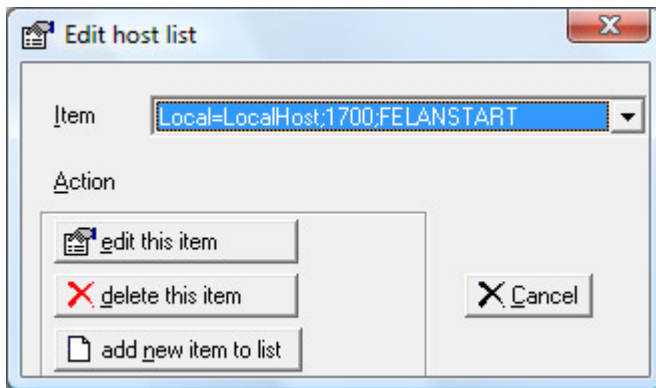 Edit host list
Item
Local=LocalHost;1700;FELANSTART
Action
edit this item
delete this item
Cancel
add new item to list